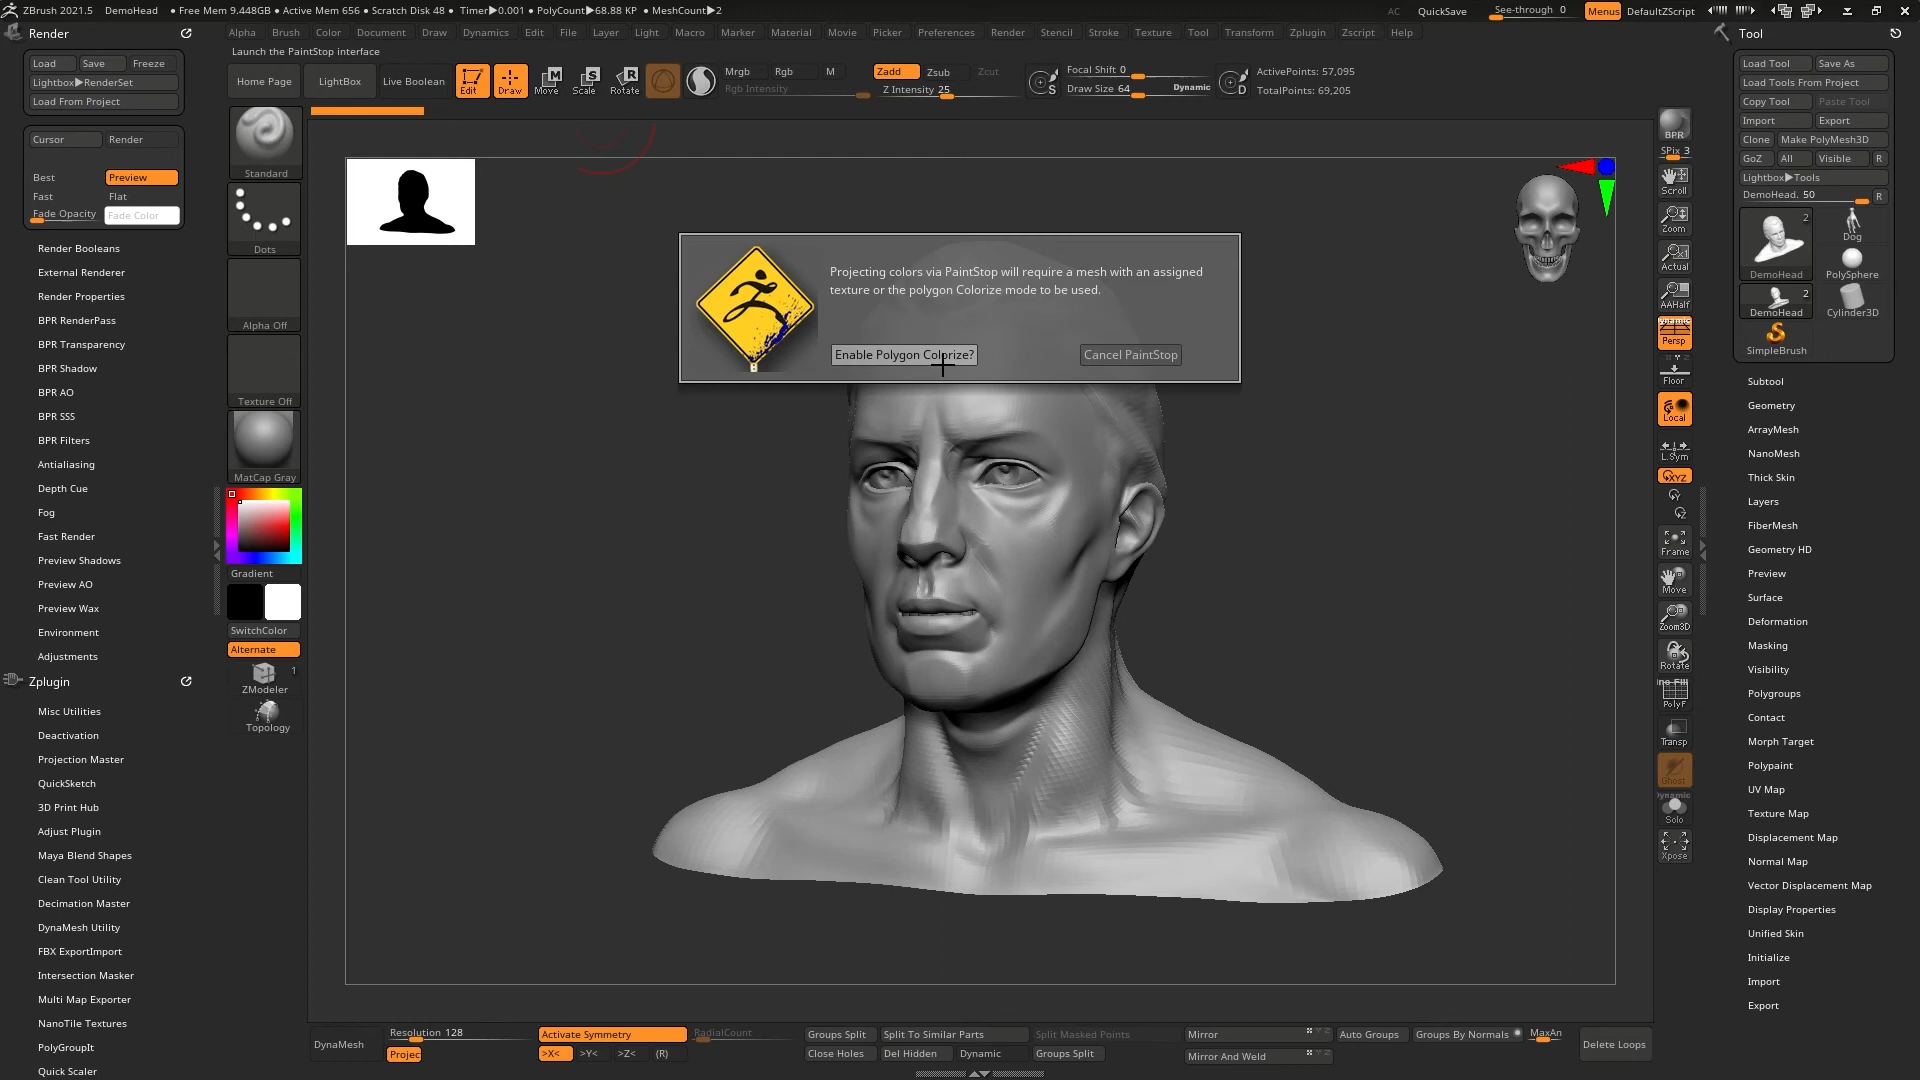 ZBrush 2021.5 DemoHead • Free Mem 9.448GB • Active Mem 656 • Scratch Disk 48 • Timer▶0.001 • PolyCount▶68.88 KP • MeshCount▶2
AC QuickSave See-through 0 Menus DefaultZScript
Render
Alpha Brush Color Document Draw Dynamics Edit File Layer Light Macro Marker Material Movie Picker Preferences Render Stencil Stroke Texture Tool Transform Zplugin Zscript Help
Tool
Launch the PaintStop interface
Load Save Freeze
Lightbox▶RenderSet
Load From Project
Cursor Render
Best Preview
Fast Flat
Fade Opacity Fade Color
Render Booleans
External Renderer
Render Properties
BPR RenderPass
BPR Transparency
BPR Shadow
BPR AO
BPR SSS
BPR Filters
Antialiasing
Depth Cue
Fog
Fast Render
Preview Shadows
Preview AO
Preview Wax
Environment
Adjustments
Zplugin
Misc Utilities
Deactivation
Projection Master
QuickSketch
3D Print Hub
Adjust Plugin
Maya Blend Shapes
Clean Tool Utility
Decimation Master
DynaMesh Utility
FBX ExportImport
Intersection Masker
Multi Map Exporter
NanoTile Textures
PolyGroupIt
Quick Scaler
Home Page LightBox Live Boolean Edit Draw Move Scale Rotate
Mrgb Rgb M
Rgb Intensity
Zadd Zsub Zcut
Z Intensity 25
Focal Shift 0
Draw Size 64 Dynamic
ActivePoints: 57,095
TotalPoints: 69,205
Standard
Dots
Alpha Off
Texture Off
MatCap Gray
Gradient
SwitchColor
Alternate
1
ZModeler
Topology
Projecting colors via PaintStop will require a mesh with an assigned
texture or the polygon Colorize mode to be used.
Enable Polygon Colorize? Cancel PaintStop
BPR
SPix 3
Scroll
Zoom
Actual
AAHalf
Dynamic
Persp
Floor
Local
L.Sym
XYZ
Y
Z
Frame
Move
Zoom3D
Rotate
PolyF
Transp
Ghost
Dynamic
Solo
Xpose
Load Tool Save As
Load Tools From Project
Copy Tool Paste Tool
Import Export
Clone Make PolyMesh3D
GoZ All Visible R
Lightbox▶Tools
DemoHead. 50 R
2
DemoHead Dog
PolySphere
2
DemoHead Cylinder3D
SimpleBrush
Subtool
Geometry
ArrayMesh
NanoMesh
Thick Skin
Layers
FiberMesh
Geometry HD
Preview
Surface
Deformation
Masking
Visibility
Polygroups
Contact
Morph Target
Polypaint
UV Map
Texture Map
Displacement Map
Normal Map
Vector Displacement Map
Display Properties
Unified Skin
Initialize
Import
Export
DynaMesh
Resolution 128
Projec
Activate Symmetry RadialCount
>X< >Y< >Z< (R)
Groups Split Split To Similar Parts Split Masked Points
Close Holes Del Hidden Dynamic Groups Split
Mirror
Mirror And Weld
Auto Groups Groups By Normals MaxAn
Delete Loops